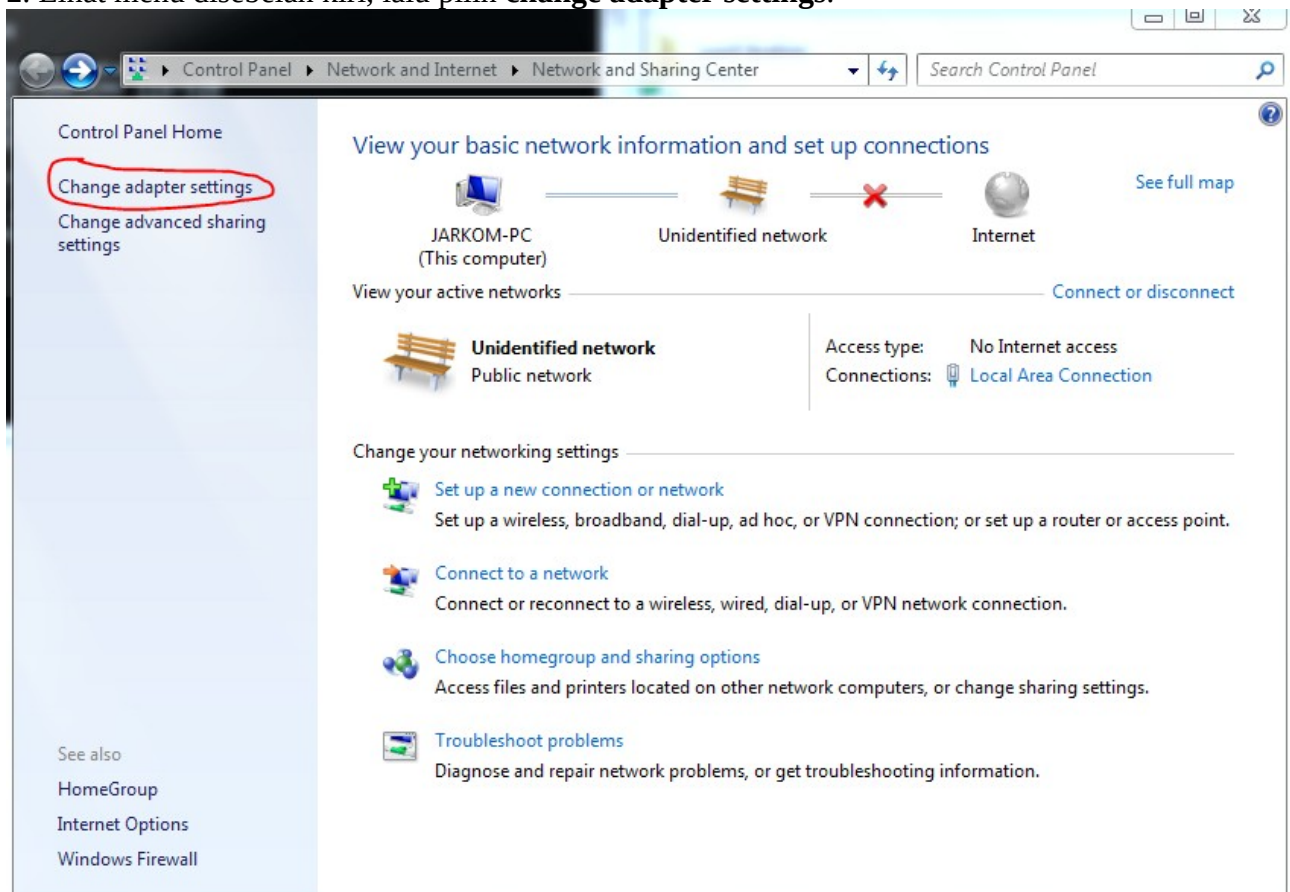 2. Lihat menu disebelah kiri, lalu pilih change adapter settings.
Control Panel Network and Internet Network and Sharing Center
Search Control Panel
Control Panel Home
Change adapter settings
Change advanced sharing
settings
View your basic network information and set up connections
See full map
JARKOM-PC
(This computer)
Unidentified network
Internet
View your active networks
Connect or disconnect
Unidentified network
Public network
Access type: No Internet access
Connections: Local Area Connection
Change your networking settings
Set up a new connection or network
Set up a wireless, broadband, dial-up, ad hoc, or VPN connection; or set up a router or access point.
Connect to a network
Connect or reconnect to a wireless, wired, dial-up, or VPN network connection.
Choose homegroup and sharing options
Access files and printers located on other network computers, or change sharing settings.
Troubleshoot problems
Diagnose and repair network problems, or get troubleshooting information.
See also
HomeGroup
Internet Options
Windows Firewall